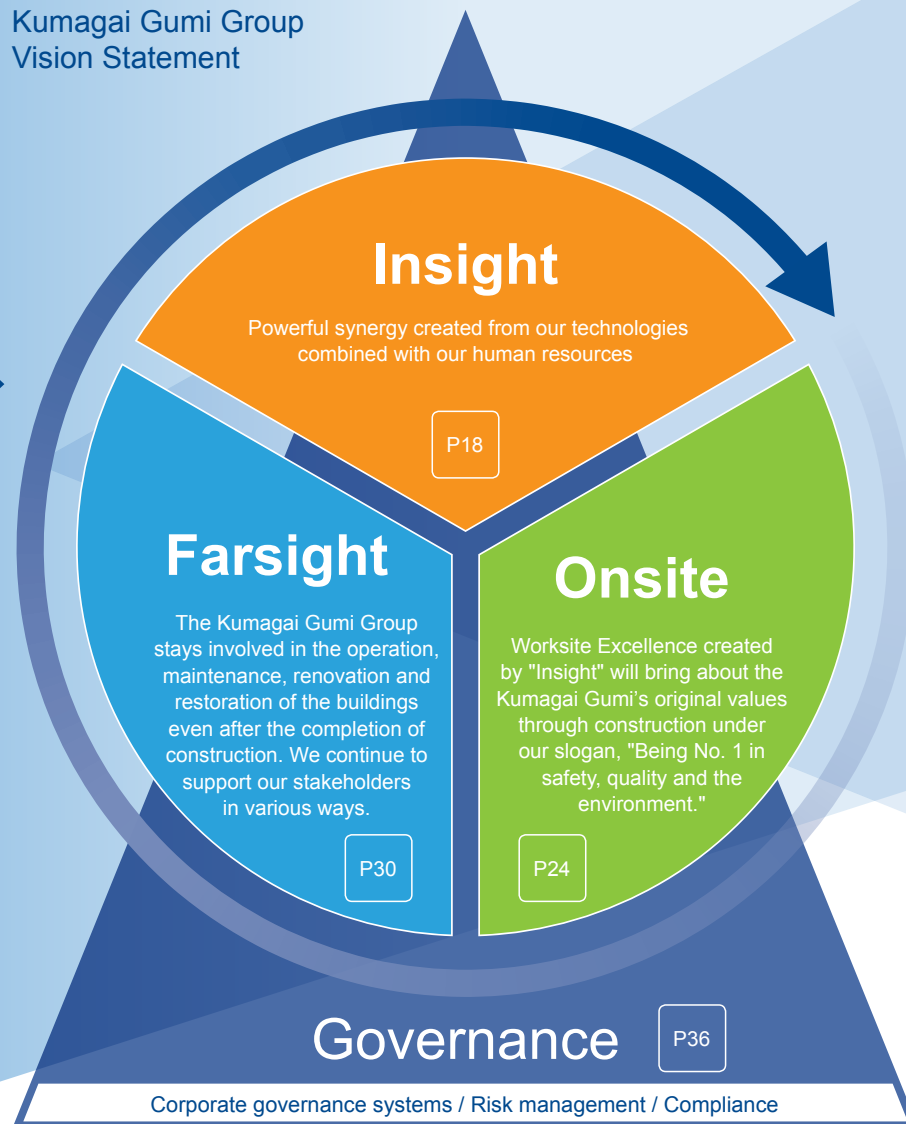 Kumagai Gumi Group
Vision Statement
Insight
Powerful synergy created from our technologies
combined with our human resources
P18
Farsight
The Kumagai Gumi Group
stays involved in the operation,
maintenance, renovation and
restoration of the buildings
even after the completion of
construction. We continue to
support our stakeholders
in various ways.
P30
Onsite
Worksite Excellence created
by "Insight" will bring about the
Kumagai Gumi’s original values
through construction under
our slogan, "Being No. 1 in
safety, quality and the
environment."
P24
Governance
P36
Corporate governance systems / Risk management / Compliance